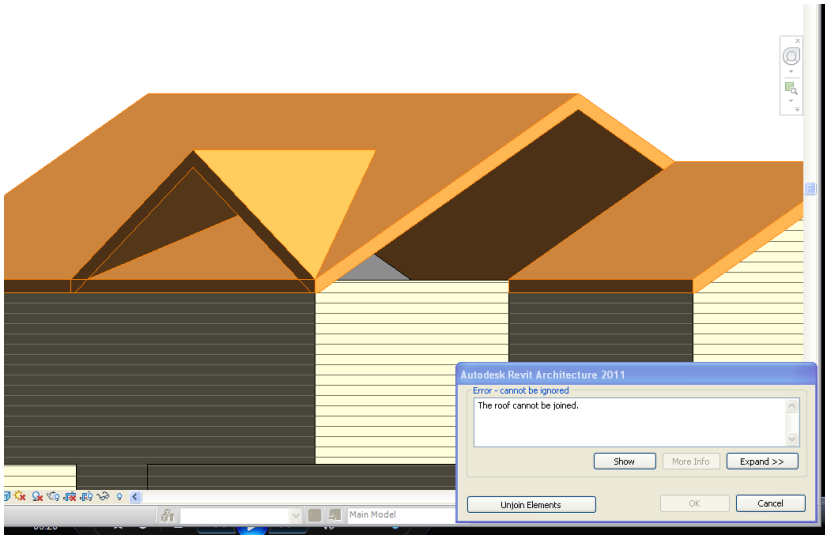 Autodesk Revit Architecture 2011
Error - cannot be ignored
The roof cannot be joined.
Show
More Info
Expand >>
Unjoin Elements
OK
Cancel
Main Model